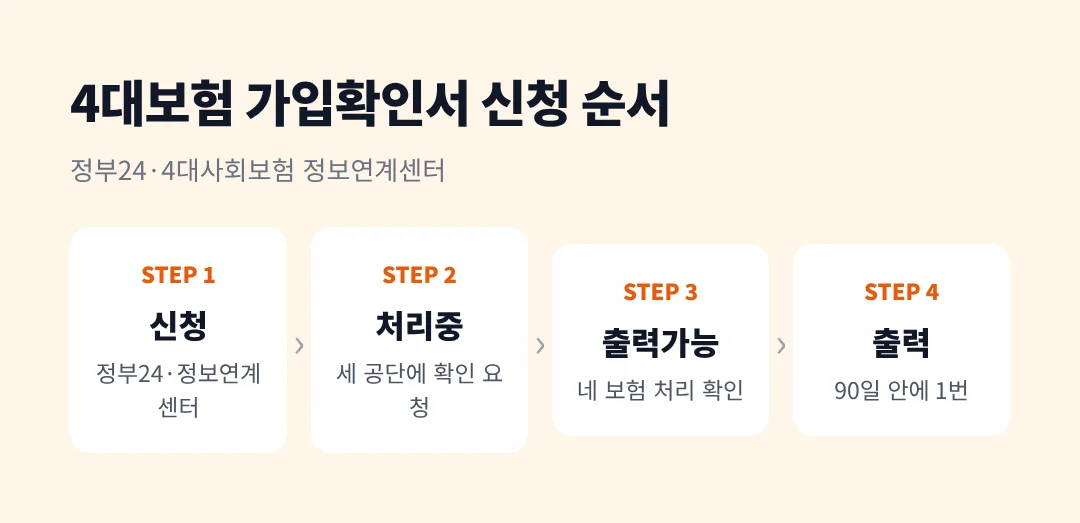 4대보험 가입확인서 신청 순서
정부24·4대사회보험 정보연계센터
STEP 1
신청
정부24·정보연계
센터
›
STEP 2
처리중
세 공단에 확인 요
청
›
STEP 3
출력가능
네 보험 처리 확인
›
STEP 4
출력
90일 안에 1번